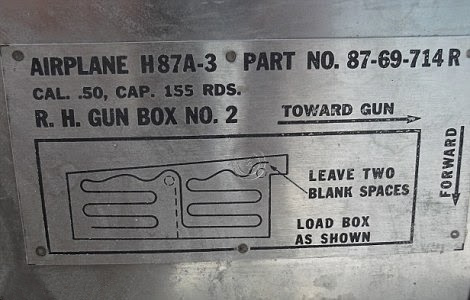 AIRPLANE H87A-3 PART NO. 87-69-714 R
CAL. .50, CAP. 155 RDS.
R. H. GUN BOX NO. 2 TOWARD GUN
FORWARD
LEAVE TWO
BLANK SPACES
LOAD BOX
AS SHOWN